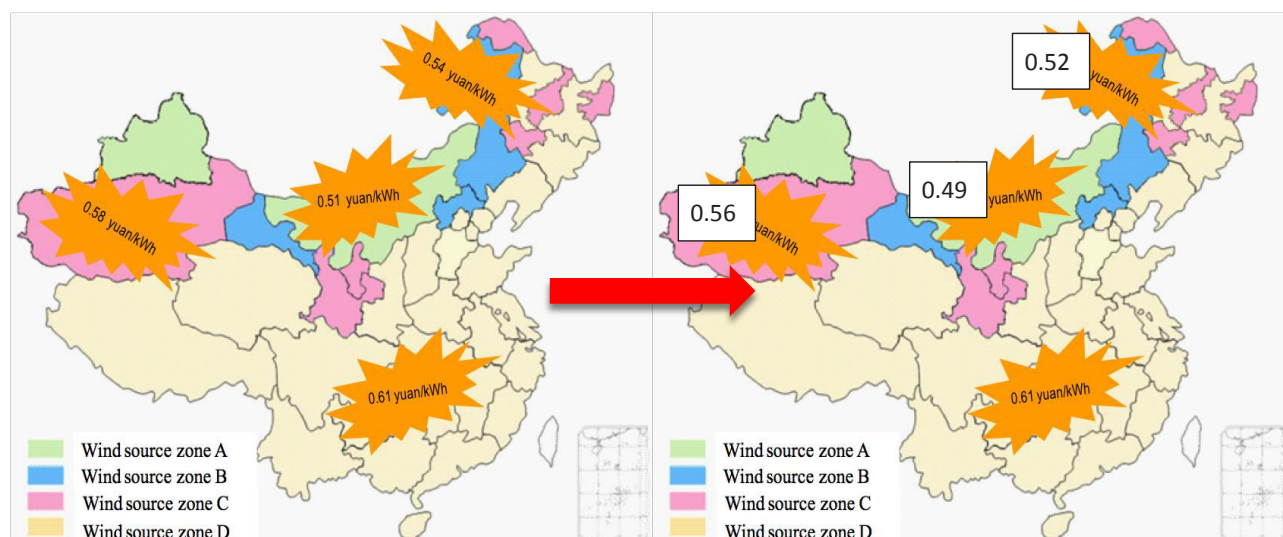 0.54 yuan/kWh
0.51 yuan/kWh
0.58 yuan/kWh
0.61 yuan/kWh
Wind source zone A
Wind source zone B
Wind source zone C
Wind source zone D
0.52
yuan/kWh
0.49
yuan/kWh
0.56
yuan/kWh
0.61 yuan/kWh
Wind source zone A
Wind source zone B
Wind source zone C
Wind source zone D